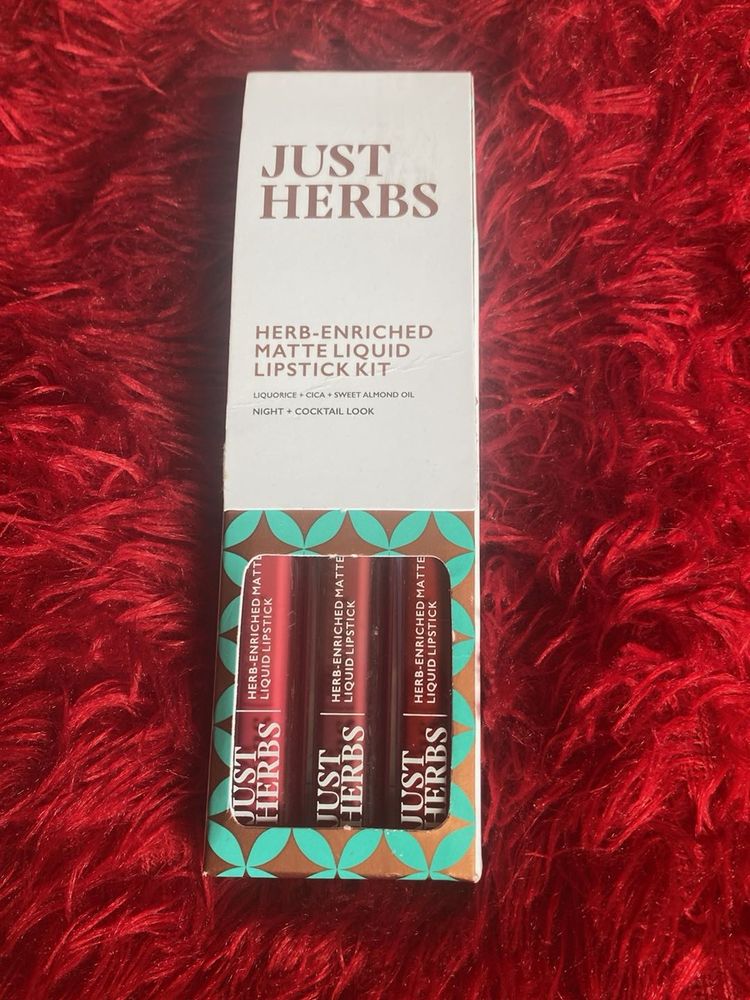 JUST
HERBS
HERB-ENRICHED
MATTE LIQUID
LIPSTICK KIT
LIQUORICE + CICA + SWEET ALMOND OIL
NIGHT + COCKTAIL LOOK
HERB-ENRICHED MATTE
LIQUID LIPSTICK
JUST
HERBS
HERB-ENRICHED MATTE
LIQUID LIPSTICK
JUST
HERBS
HERB-ENRICHED MATTE
LIQUID LIPSTICK
JUST
HERBS